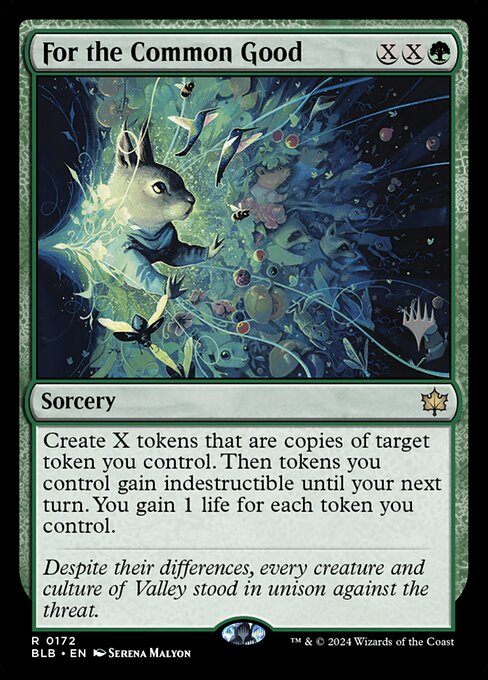 For the Common Good XX
Sorcery
Create X tokens that are copies of target
token you control. Then tokens you
control gain indestructible until your next
turn. You gain 1 life for each token you
control.
Despite their differences, every creature and
culture of Valley stood in unison against the
threat.
R 0172
BLB • EN SERENA MALYON
™ & © 2024 Wizards of the Coast